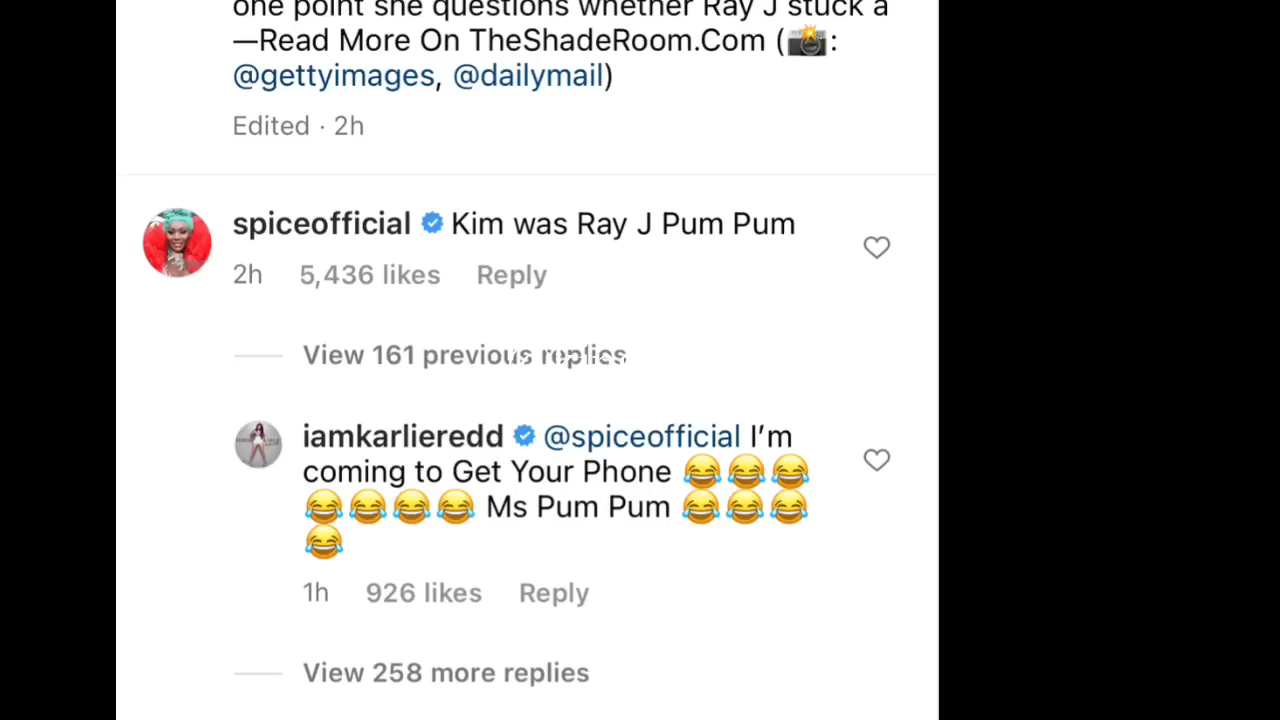 one point she questions whether Ray J stuck a
—Read More On TheShadeRoom.Com (📸:
@gettyimages, @dailymail)
Edited · 2h
spiceofficial Kim was Ray J Pum Pum
2h 5,436 likes Reply
View 161 previous replies
iamkarlieredd @spiceofficial I’m
coming to Get Your Phone 😂😂😂
😂😂😂😂 Ms Pum Pum 😂😂😂
😂
1h 926 likes Reply
View 258 more replies